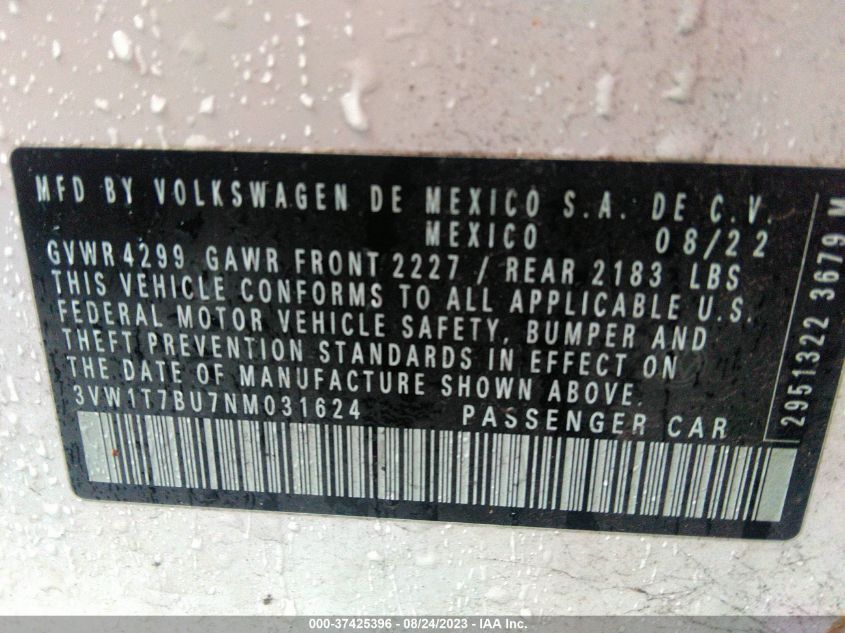 MFD BY VOLKSWAGEN DE MEXICO S.A. DE C.V.
MEXICO 08/22
GVWR 4299 GAWR FRONT 2227 / REAR 2183 LBS
THIS VEHICLE CONFORMS TO ALL APPLICABLE U.S.
FEDERAL MOTOR VEHICLE SAFETY, BUMPER AND
THEFT PREVENTION STANDARDS IN EFFECT ON
THE DATE OF MANUFACTURE SHOWN ABOVE.
3VW1T7BU7NM031624 PASSENGER CAR
2951322 3679 M
000-37425396 - 08/24/2023 - IAA Inc.